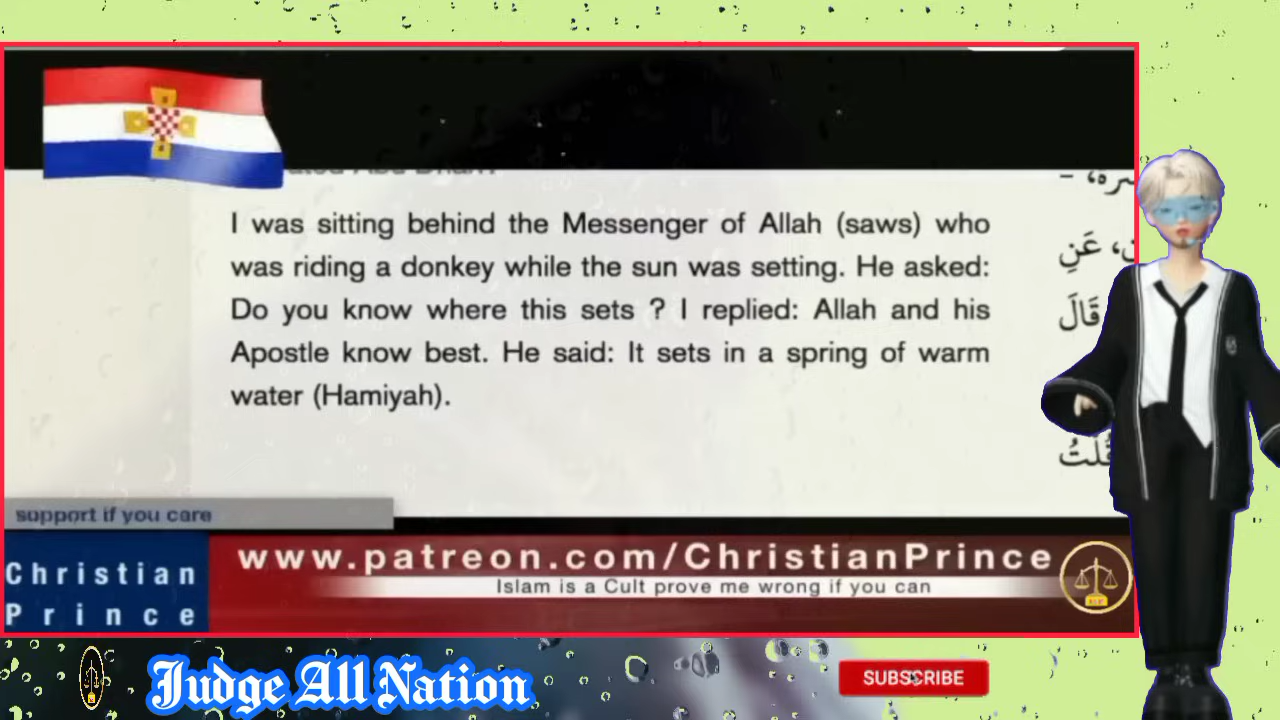 I was sitting behind the Messenger of Allah (saws) who
was riding a donkey while the sun was setting. He asked:
Do you know where this sets ? I replied: Allah and his
Apostle know best. He said: It sets in a spring of warm
water (Hamiyah).
عَنِ
قَالَ
قُلْتُ
support if you care
Christian
Prince
www.patreon.com/ChristianPrince
Islam is a Cult prove me wrong if you can
Judge All Nation
SUBSCRIBE